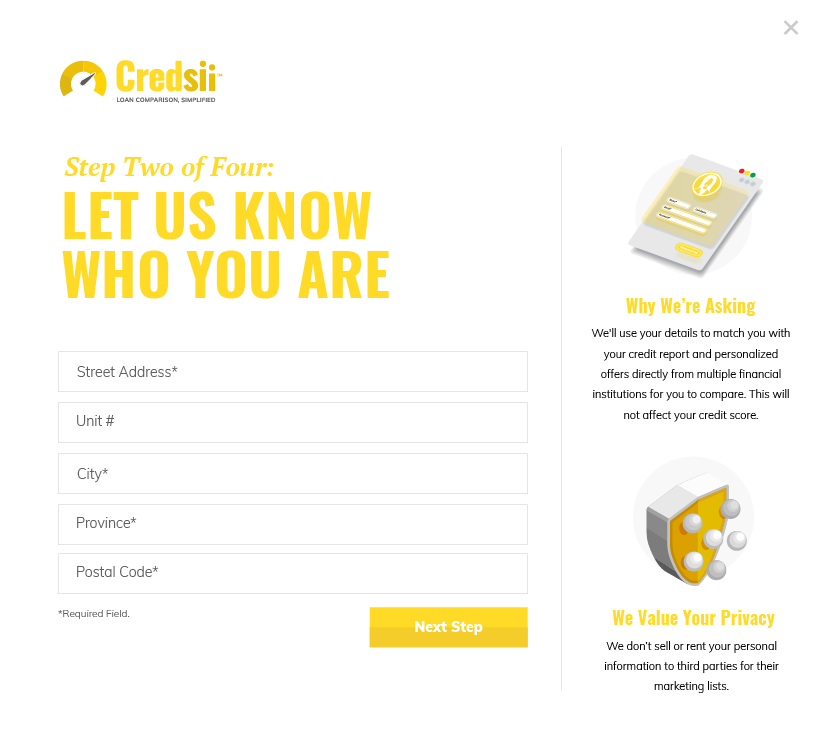 Credsii™
LOAN COMPARISON, SIMPLIFIED
Step Two of Four:
LET US KNOW
WHO YOU ARE
Street Address*
Unit #
City*
Province*
Postal Code*
*Required Field.
Next Step
Why We’re Asking
We'll use your details to match you with
your credit report and personalized
offers directly from multiple financial
institutions for you to compare. This will
not affect your credit score.
We Value Your Privacy
We don’t sell or rent your personal
information to third parties for their
marketing lists.